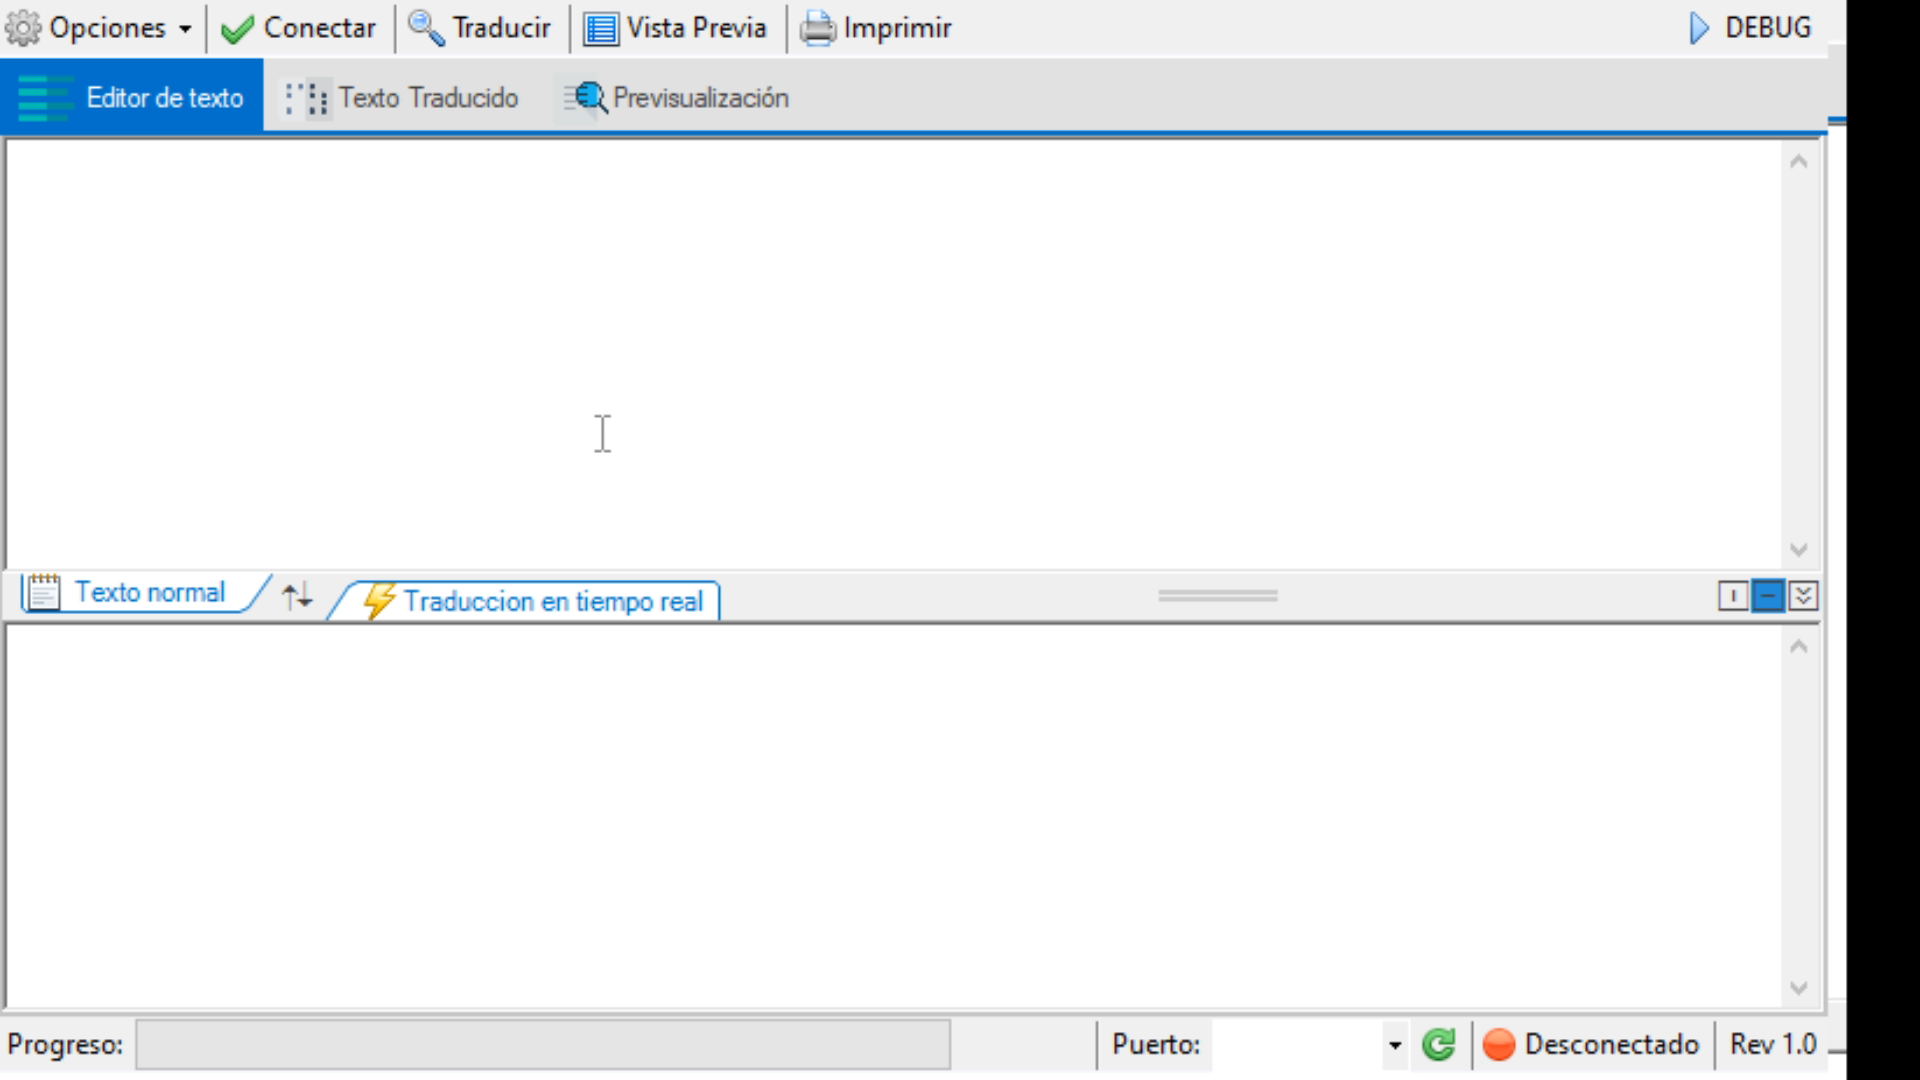 Opciones Conectar Traducir Vista Previa Imprimir DEBUG
Editor de texto Texto Traducido Previsualización
Texto normal Traduccion en tiempo real
Progreso: Puerto: Desconectado Rev 1.0